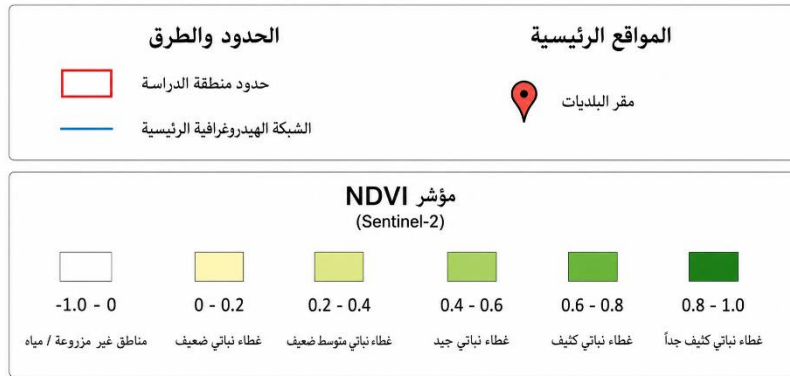 المواقع الرئيسية
مقر البلديات
الحدود والطرق
حدود منطقة الدراسة
الشبكة الهيدروغرافية الرئيسية
مؤشر NDVI
(Sentinel-2)
-1.0 - 0
0 - 0.2
0.2 - 0.4
0.4 - 0.6
0.6 - 0.8
0.8 - 1.0
مناطق غير مزروعة / مياه
غطاء نباتي ضعيف
غطاء نباتي متوسط ضعيف
غطاء نباتي جيد
غطاء نباتي كثيف
غطاء نباتي كثيف جداً